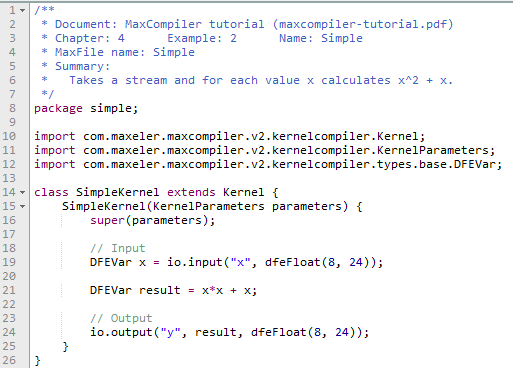 1 /**
2 * Document: MaxCompiler tutorial (maxcompiler-tutorial.pdf)
3 * Chapter: 4      Example: 2      Name: Simple
4 * MaxFile name: Simple
5 * Summary:
6 *   Takes a stream and for each value x calculates x^2 + x.
7 */
8 package simple;
9
10 import com.maxeler.maxcompiler.v2.kernelcompiler.Kernel;
11 import com.maxeler.maxcompiler.v2.kernelcompiler.KernelParameters;
12 import com.maxeler.maxcompiler.v2.kernelcompiler.types.base.DFEVar;
13
14 class SimpleKernel extends Kernel {
15     SimpleKernel(KernelParameters parameters) {
16         super(parameters);
17
18         // Input
19         DFEVar x = io.input("x", dfeFloat(8, 24));
20
21         DFEVar result = x*x + x;
22
23         // Output
24         io.output("y", result, dfeFloat(8, 24));
25     }
26 }